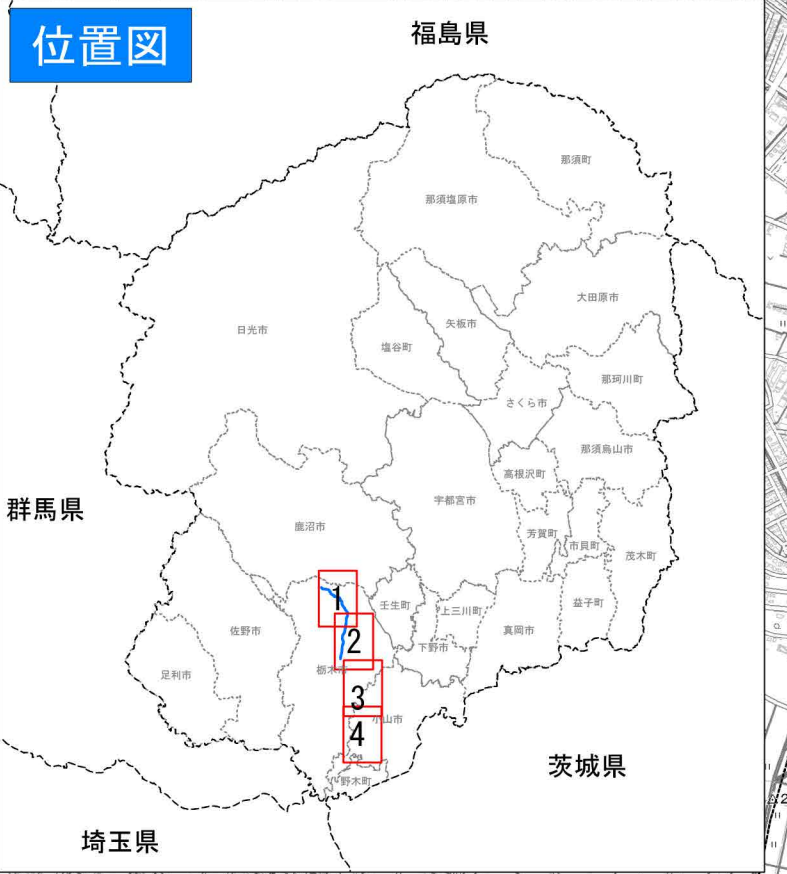 位置図
福島県
那須町
那須塩原市
大田原市
日光市
矢板市
塩谷町
那珂川町
さくら市
那須烏山市
高根沢町
宇都宮市
群馬県
鹿沼市
芳賀町
市貝町
茂木町
1
壬生町
上三川町
益子町
佐野市
真岡市
2
下野市
栃木市
足利市
3
小山市
4
茨城県
野木町
埼玉県